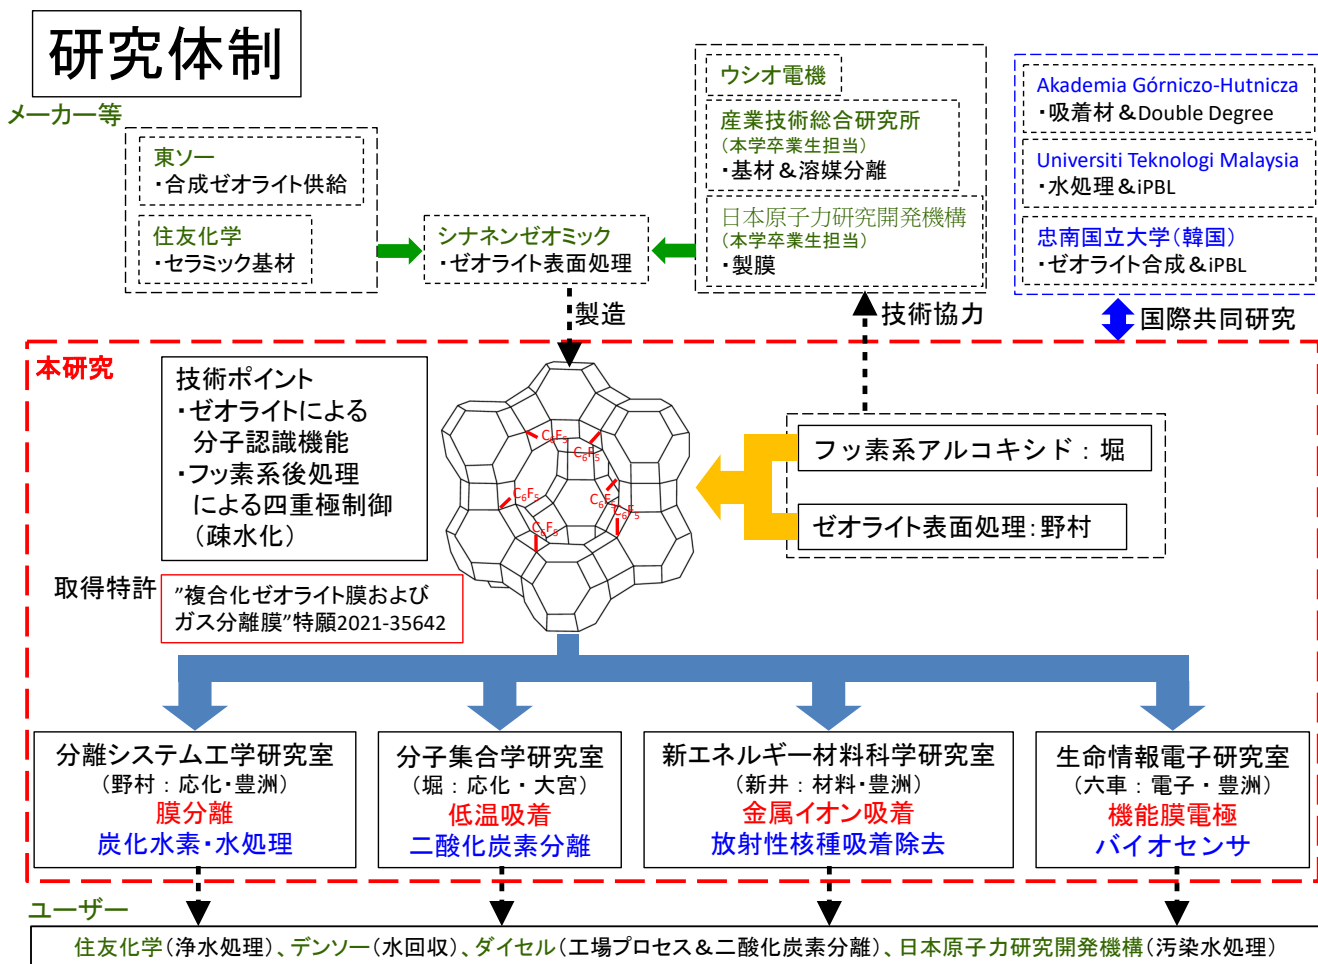 研究体制
メーカー等
東ソー
・合成ゼオライト供給
住友化学
・セラミック基材
シナネンゼオミック
・ゼオライト表面処理
ウシオ電機
産業技術総合研究所
(本学卒業生担当)
・基材＆溶媒分離
日本原子力研究開発機構
(本学卒業生担当)
・製膜
Akademia Górniczo-Hutnicza
・吸着材＆Double Degree
Universiti Teknologi Malaysia
・水処理＆iPBL
忠南国立大学(韓国)
・ゼオライト合成＆iPBL
製造
技術協力
国際共同研究
本研究
技術ポイント
・ゼオライトによる
分子認識機能
・フッ素系後処理
による四重極制御
(疎水化)
C6F5
C6F5
C6F5
C6F5
C6F5
C6F5
フッ素系アルコキシド：堀
ゼオライト表面処理：野村
取得特許
”複合化ゼオライト膜および
ガス分離膜”特願2021-35642
分離システム工学研究室
(野村：応化・豊洲)
膜分離
炭化水素・水処理
分子集合学研究室
(堀：応化・大宮)
低温吸着
二酸化炭素分離
新エネルギー材料科学研究室
(新井：材料・豊洲)
金属イオン吸着
放射性核種吸着除去
生命情報電子研究室
(六車：電子・豊洲)
機能膜電極
バイオセンサ
ユーザー
住友化学(浄水処理)、デンソー(水回収)、ダイセル(工場プロセス＆二酸化炭素分離)、日本原子力研究開発機構(汚染水処理)